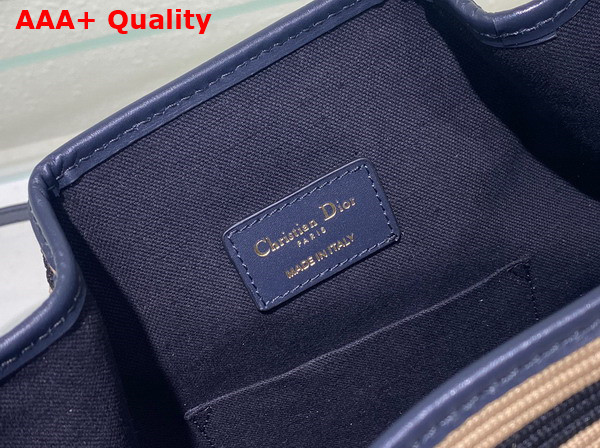 AAA+ Quality
Christian Dior
PARIS
MADE IN ITALY